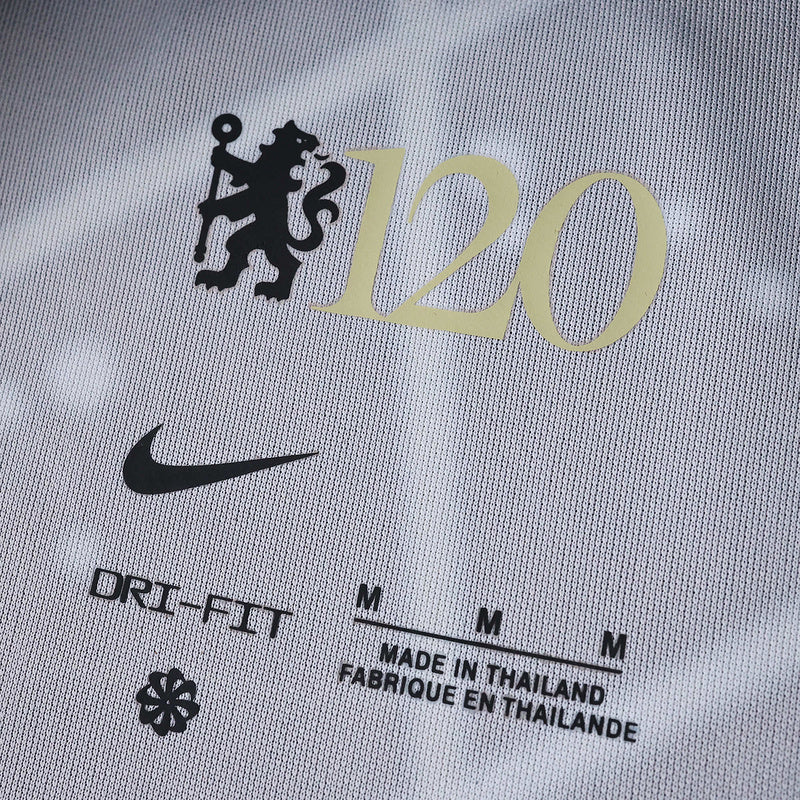 120
DRI-FIT
M M M
MADE IN THAILAND
FABRIQUE EN THAILANDE